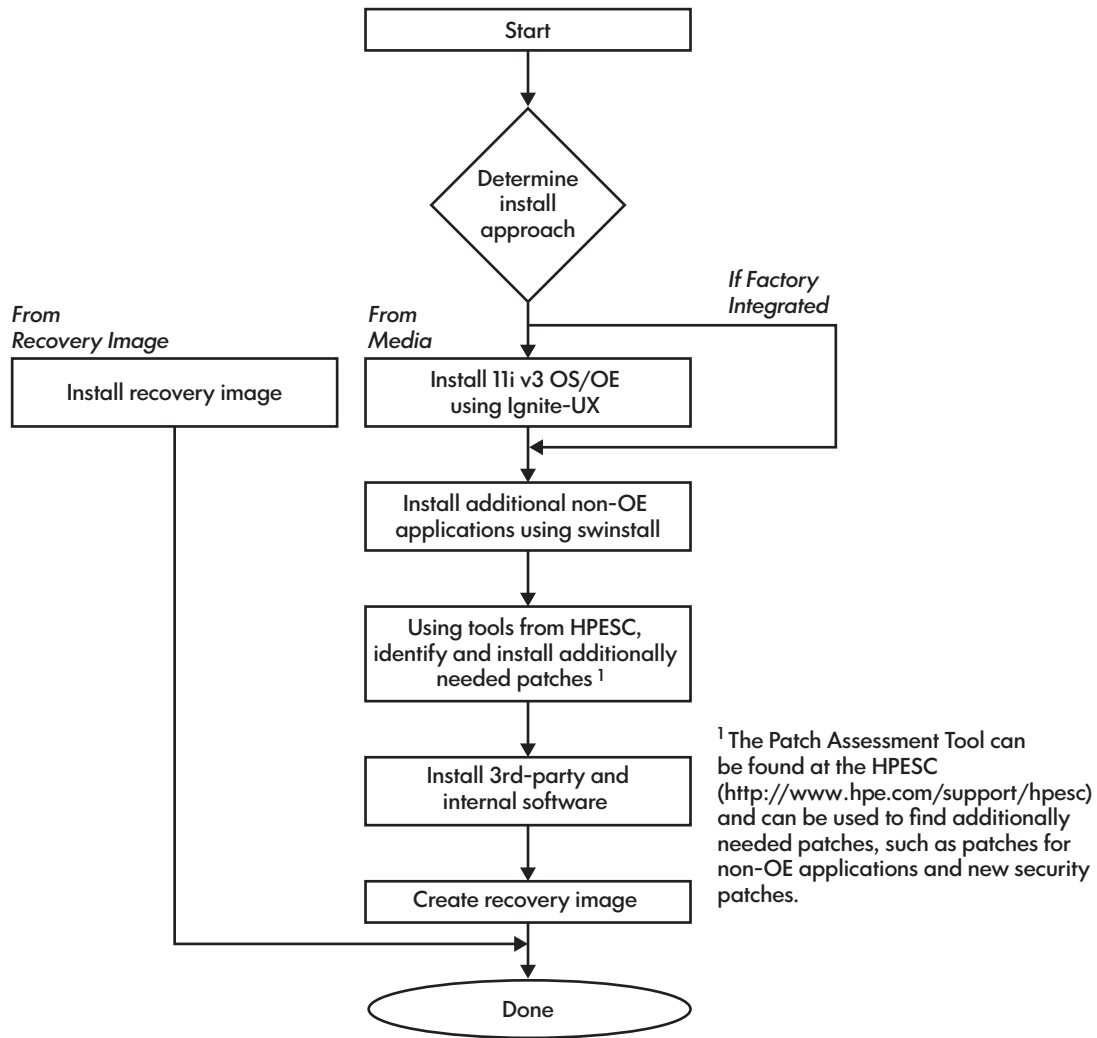 Start
Determine
install
approach
If Factory
Integrated
From
Recovery Image
From
Media
Install recovery image
Install 11i v3 OS/OE
using Ignite-UX
Install additional non-OE
applications using swinstall
Using tools from HPESC,
identify and install additionally
needed patches ¹
Install 3rd-party and
internal software
¹ The Patch Assessment Tool can
be found at the HPESC
(http://www.hpe.com/support/hpesc)
and can be used to find additionally
needed patches, such as patches for
non-OE applications and new security
patches.
Create recovery image
Done